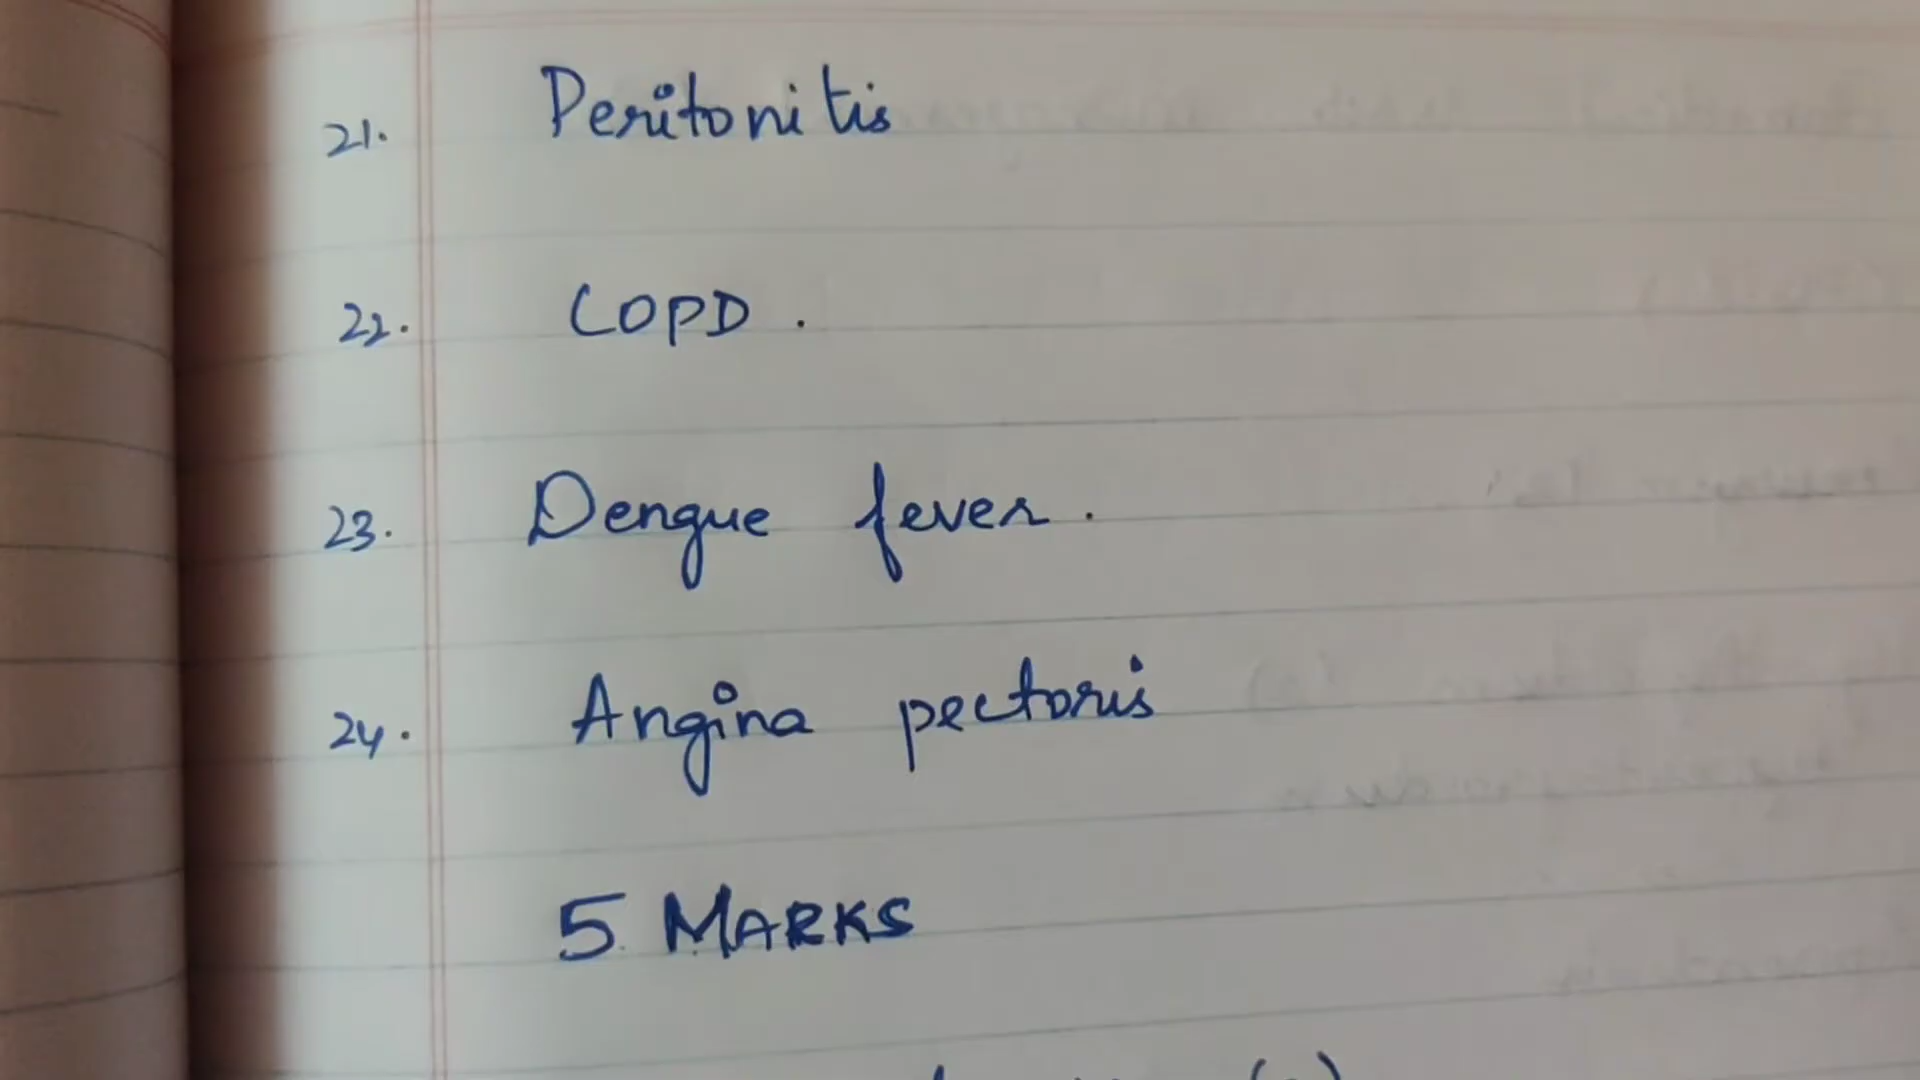 21. Peritonitis
22. COPD.
23. Dengue fever.
24. Angina pectoris
5 MARKS